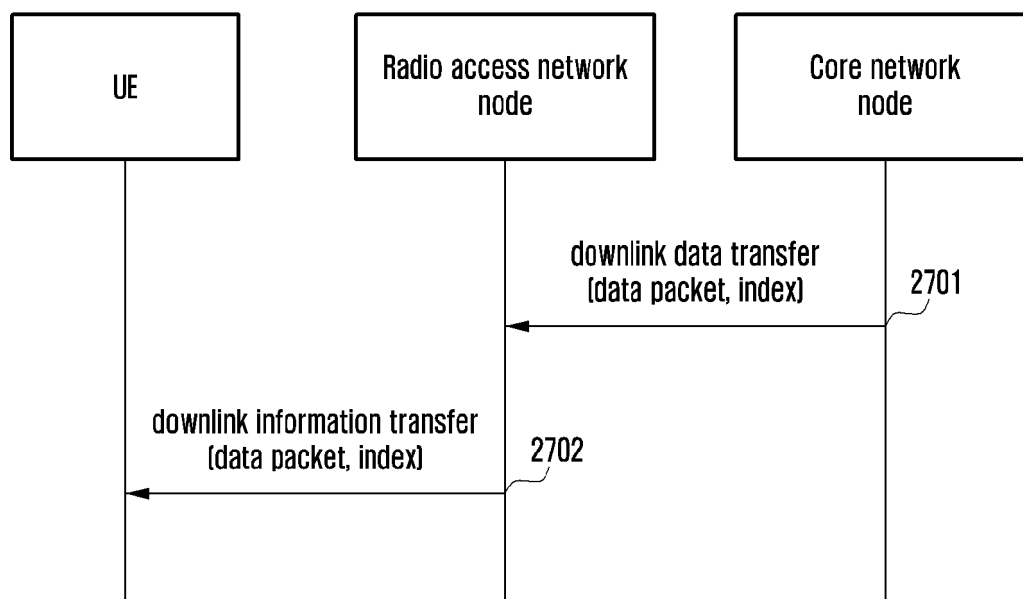 UE
Radio access network
node
Core network
node
downlink data transfer
(data packet, index)
2701
downlink information transfer
(data packet, index)
2702